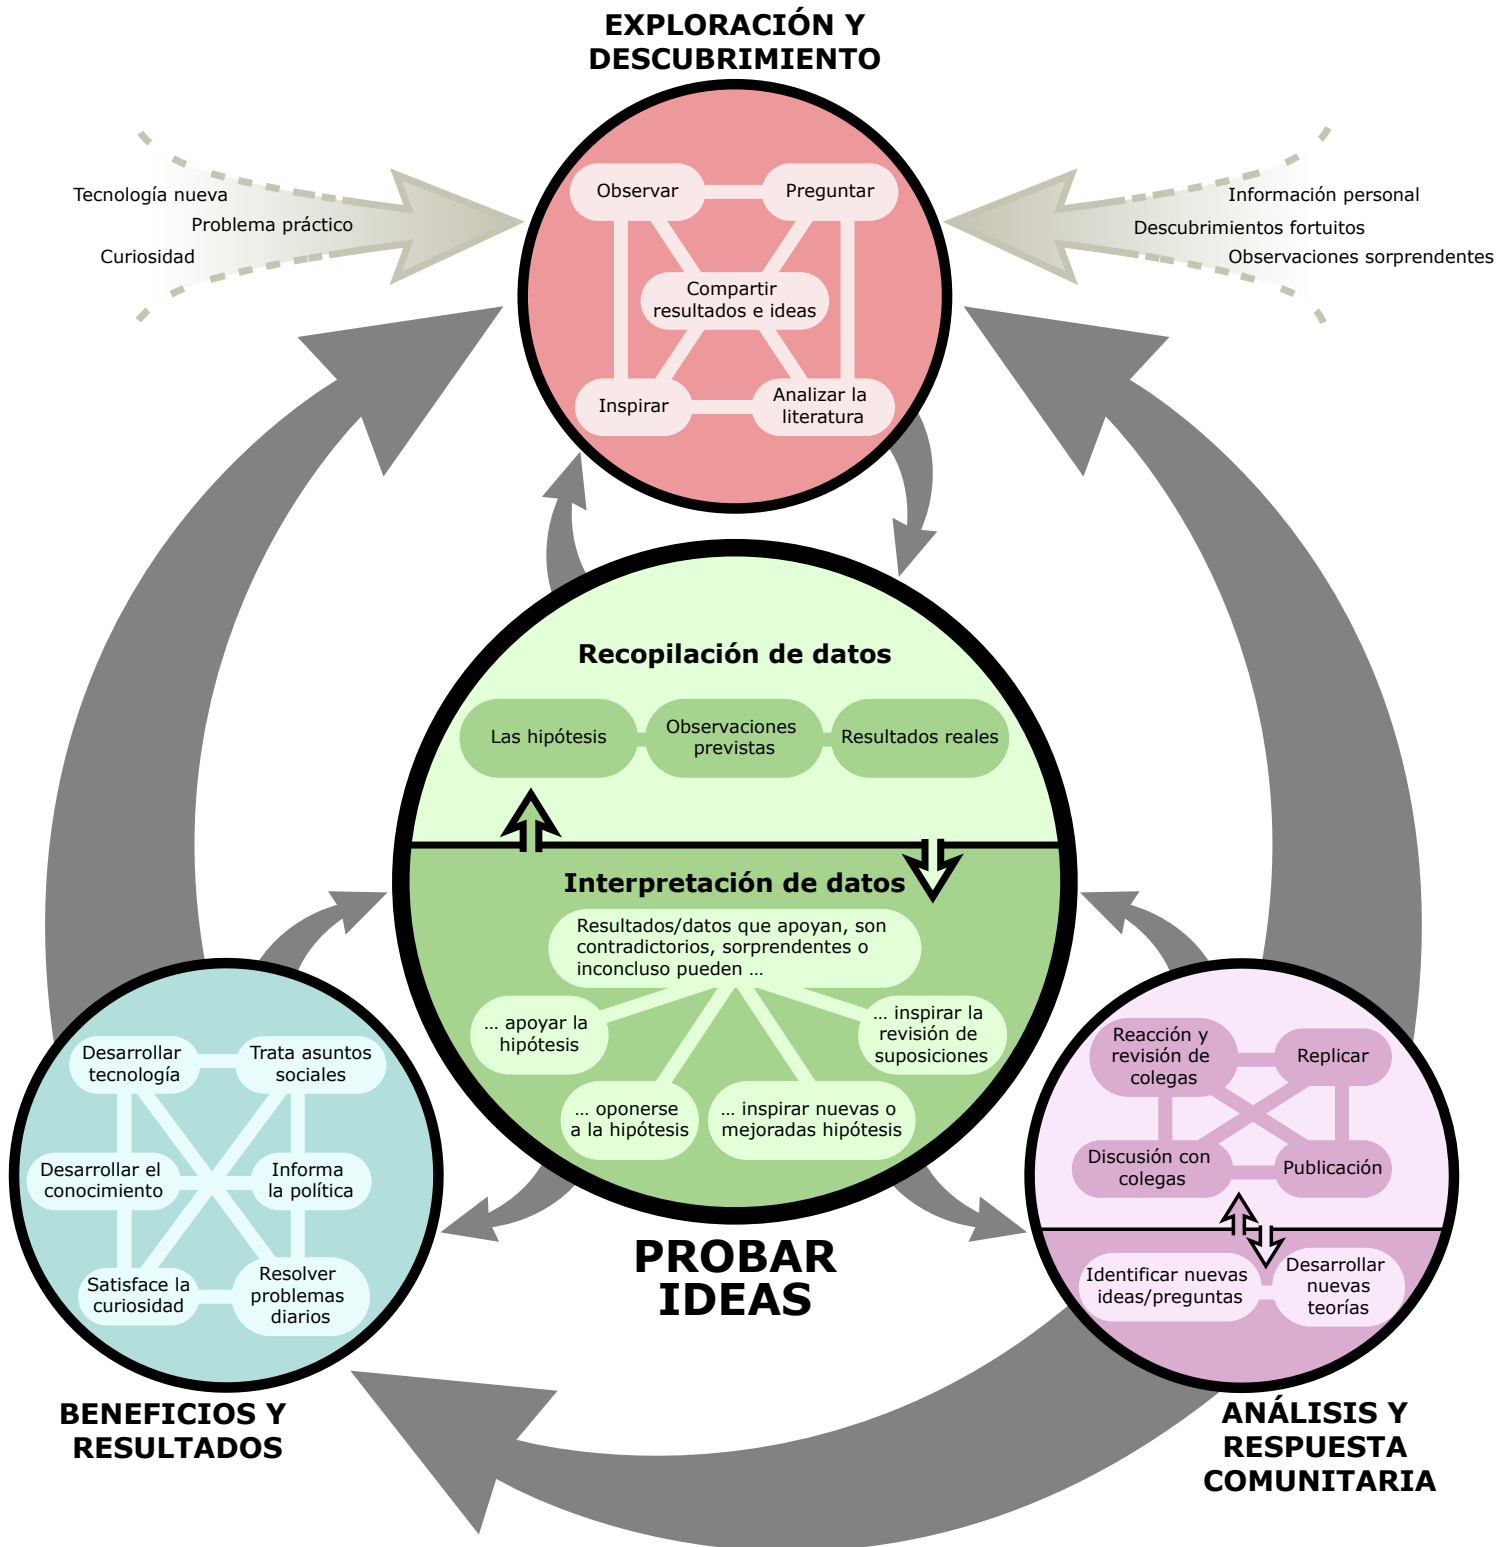 EXPLORACIÓN Y
DESCUBRIMIENTO
Tecnología nueva
Problema práctico
Curiosidad
Información personal
Descubrimientos fortuitos
Observaciones sorprendentes
Observar
Preguntar
Compartir
resultados e ideas
Inspirar
Analizar la
literatura
Recopilación de datos
Las hipótesis
Observaciones
previstas
Resultados reales
Interpretación de datos
Resultados/datos que apoyan, son
contradictorios, sorprendentes o
inconcluso pueden ...
... apoyar la
hipótesis
... oponerse
a la hipótesis
... inspirar nuevas o
mejoradas hipótesis
... inspirar la
revisión de
suposiciones
PROBAR
IDEAS
Desarrollar
tecnología
Trata asuntos
sociales
Desarrollar el
conocimiento
Informa
la política
Satisface la
curiosidad
Resolver
problemas
diarios
BENEFICIOS Y
RESULTADOS
Reacción y
revisión de
colegas
Replicar
Discusión con
colegas
Publicación
Identificar nuevas
ideas/preguntas
Desarrollar
nuevas
teorías
ANÁLISIS Y
RESPUESTA
COMUNITARIA